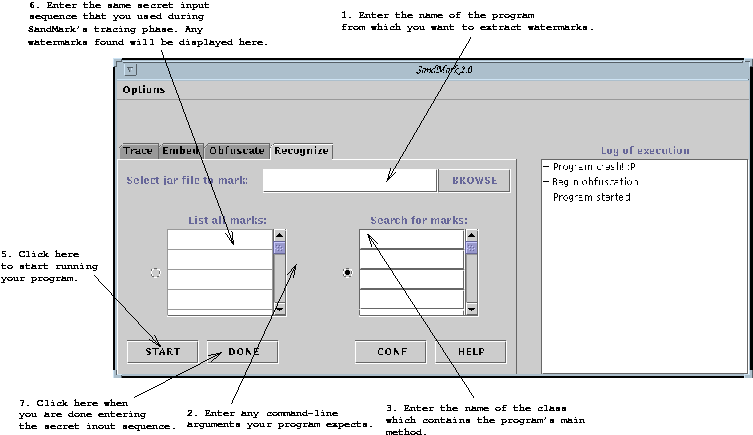 6. Enter the same secret input
sequence that you used during
SandMark's tracing phase. Any
watermarks found will be displayed here.
1. Enter the name of the program
from which you want to extract watermarks.
SandMark 2.0
Options
Trace Embed Obfuscate Recognize
Log of execution
Program crash! :P
Begin obfuscation
Program started
Select jar file to mark:
BROWSE
List all marks:
Search for marks:
5. Click here
to start running
your program.
START
DONE
CONF
HELP
7. Click here when
you are done entering
the secret inout sequence.
2. Enter any command-line
arguments your program expects.
3. Enter the name of the class
which contains the program's main
method.